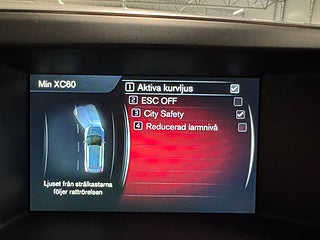 Min XC60
1 Aktiva kurvljus
2 ESC OFF
3 City Safety
4 Reducerad larmnivå
Ljuset från strålkastarna
följer rattrörelsen